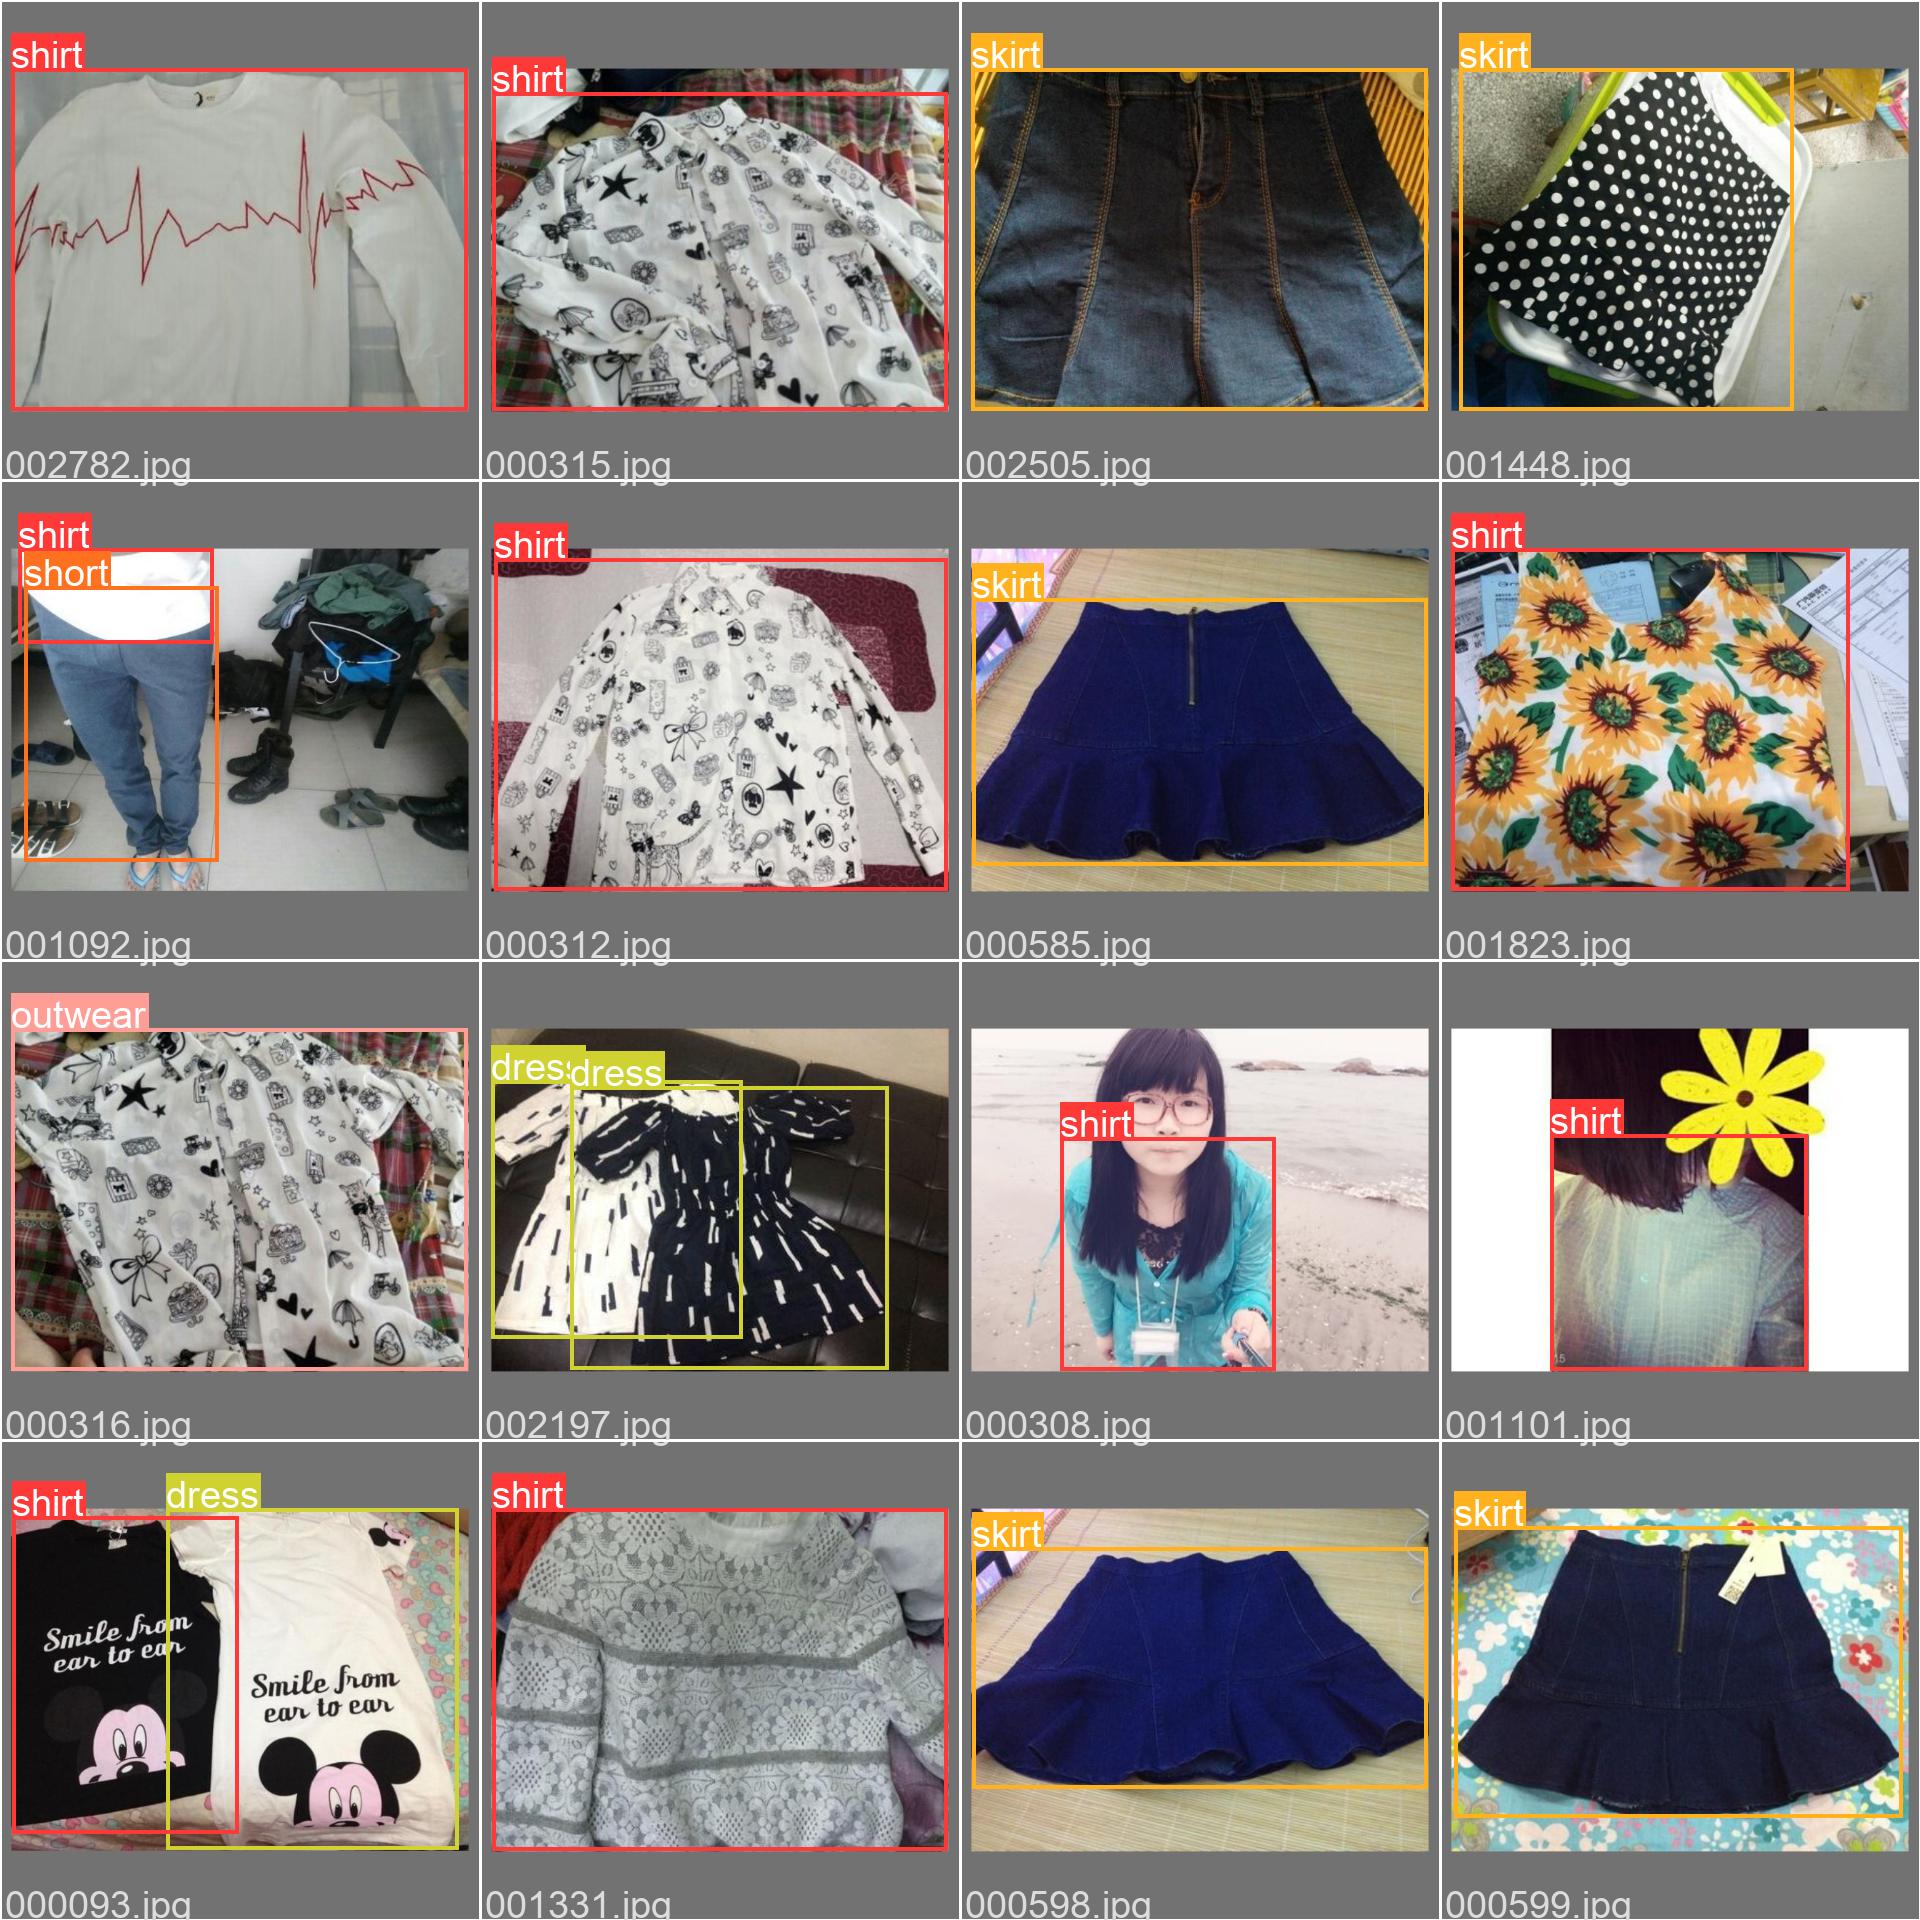 shirt
shirt
skirt
skirt
002782.jpg
000315.jpg
002505.jpg
001448.jpg
shirt
short
shirt
skirt
shirt
001092.jpg
000312.jpg
000585.jpg
001823.jpg
outwear
dress
dress
shirt
shirt
15
000316.jpg
002197.jpg
000308.jpg
001101.jpg
shirt
dress
Smile from
ear to ear
Smile from
ear to ear
shirt
skirt
skirt
000093.jpg
001331.jpg
000598.jpg
000599.jpg